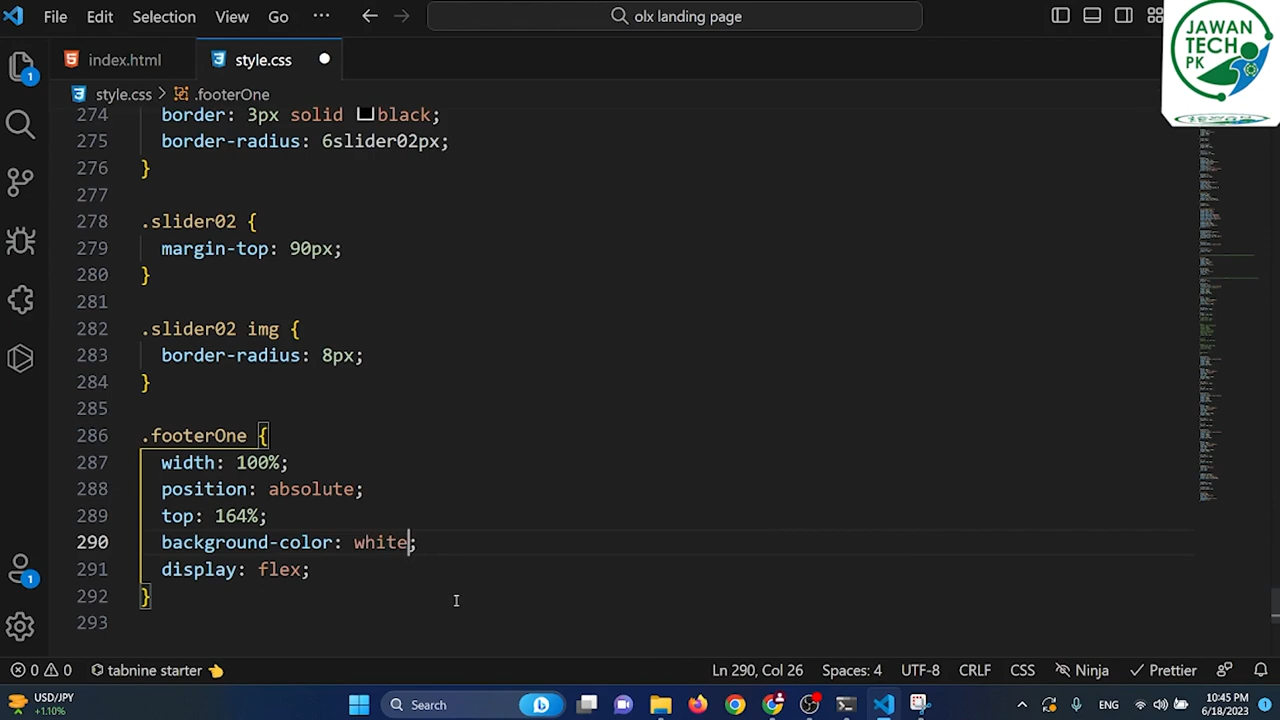 File Edit Selection View Go ··· olx landing page
JAWAN
TECH
PK
index.html style.css
style.css > .footerOne
274 border: 3px solid black;
275 border-radius: 6slider02px;
276 }
277
278 .slider02 {
279 margin-top: 90px;
280 }
281
282 .slider02 img {
283 border-radius: 8px;
284 }
285
286 .footerOne {
287 width: 100%;
288 position: absolute;
289 top: 164%;
290 background-color: white;
291 display: flex;
292 }
293
1
1
0 0 tabnine starter Ln 290, Col 26 Spaces: 4 UTF-8 CRLF CSS Ninja Prettier
USD/JPY
+1.10%
Search
ENG
10:45 PM
6/18/2023
1